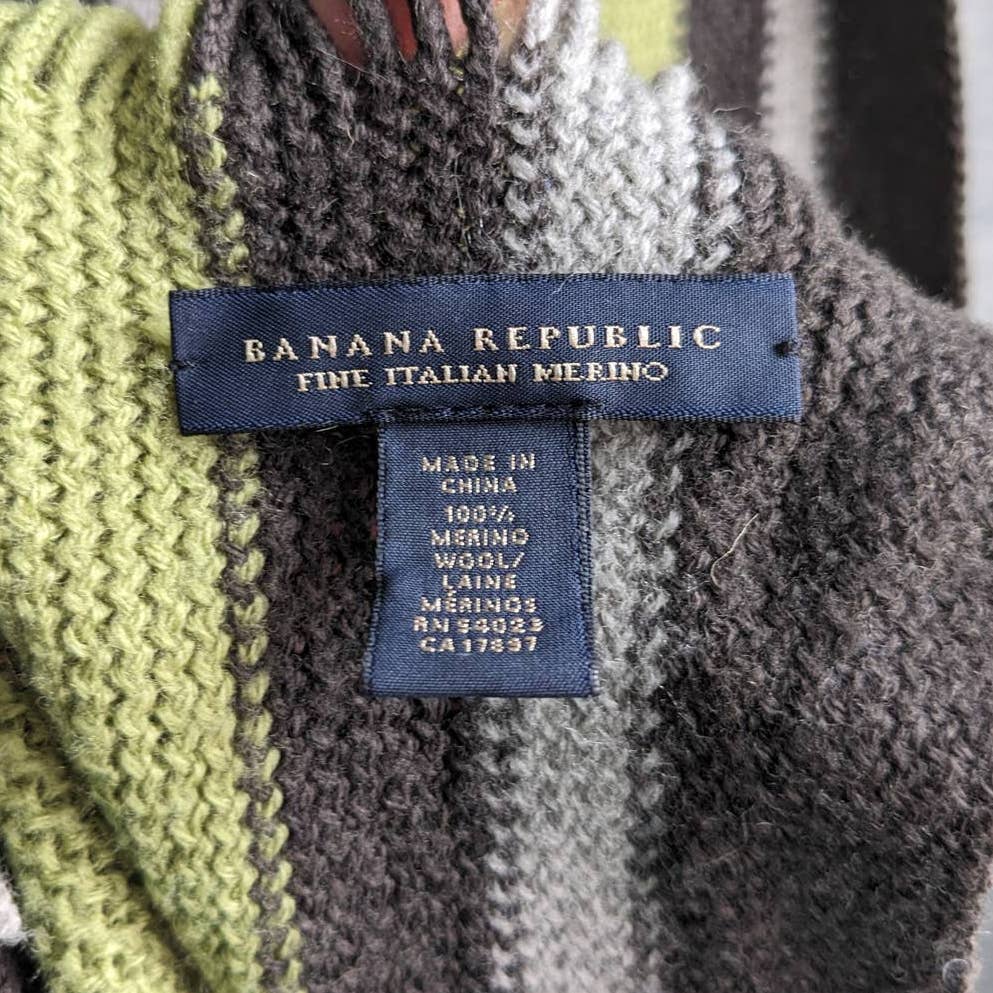 BANANA REPUBLIC
FINE ITALIAN MERINO
MADE IN
CHINA
100%
MERINO
WOOL/
LAINE
MÉRINOS
RN 54023
CA 17897